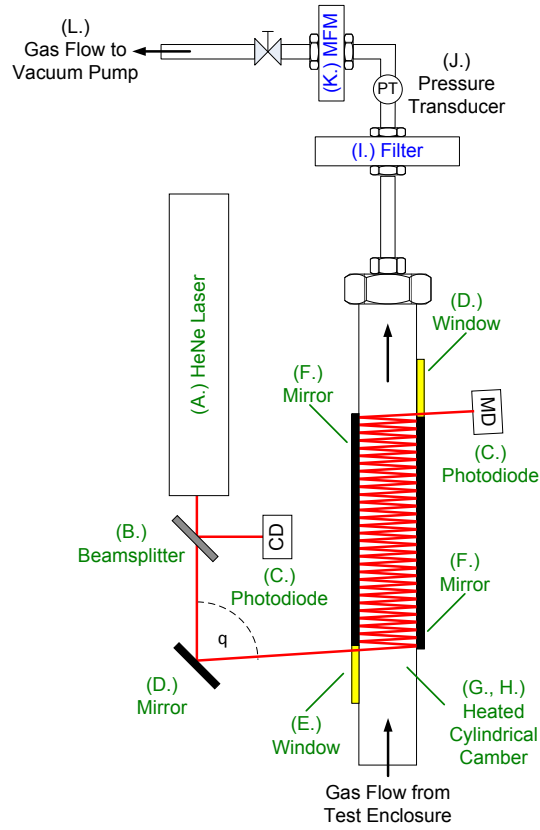 (L.)
Gas Flow to
Vacuum Pump
(K.) MFM
(J.)
Pressure
Transducer
PT
(I.) Filter
(A.) HeNe Laser
(D.)
Window
(F.)
Mirror
MD
(C.)
Photodiode
(B.)
Beamsplitter
CD
(C.)
Photodiode
(F.)
Mirror
q
(D.)
Mirror
(E.)
Window
(G., H.)
Heated
Cylindrical
Camber
Gas Flow from
Test Enclosure